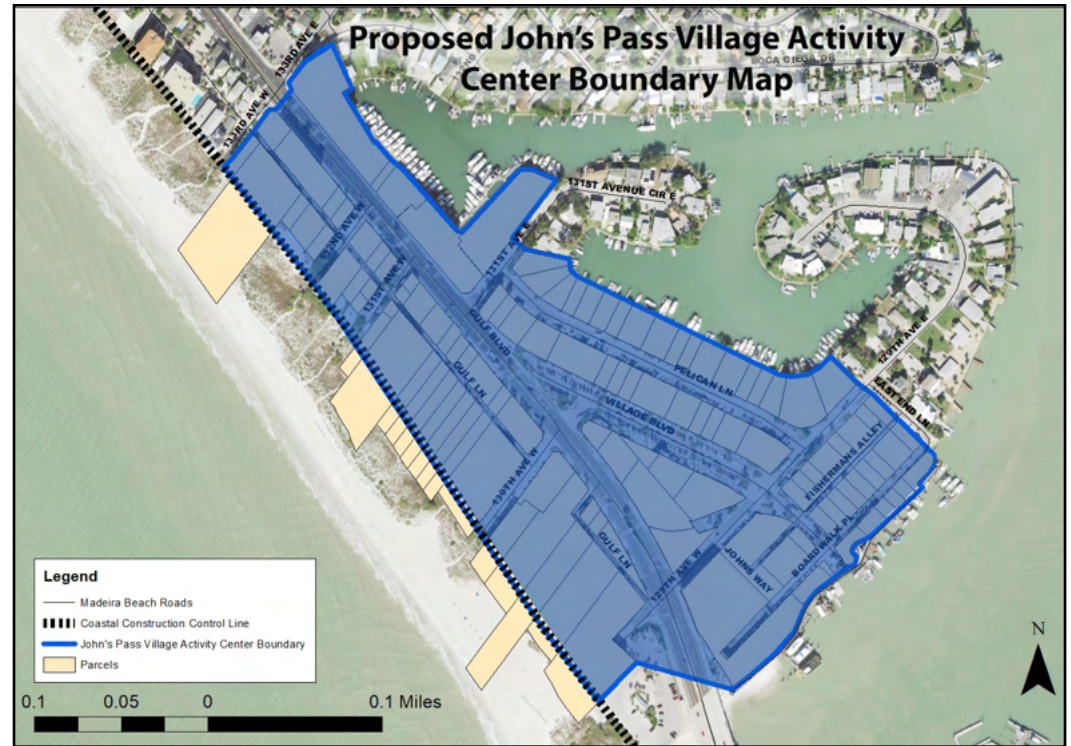 Proposed John's Pass Village Activity
Center Boundary Map
133RD AVE E
133RD AVE W
BOCA CIEGA DR
131ST AVENUE CIR E
132ND AVE W
131ST AVE E
131ST AVE W
GULF BLVD
GULF LN
PELICAN LN
VILLAGE BLVD
129TH AVE E
EAST END LN
FISHERMANS ALLEY
130TH AVE W
GULF LN
129TH AVE W
JOHNS WAY
BOARDWALK PL
Legend
Madeira Beach Roads
Coastal Construction Control Line
John's Pass Village Activity Center Boundary
Parcels
0.1 0.05 0 0.1 Miles
N